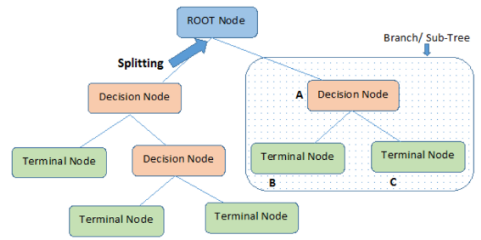 ROOT Node
Branch/ Sub-Tree
Splitting
Decision Node
A Decision Node
Terminal Node
Decision Node
Terminal Node
Terminal Node
B
C
Terminal Node
Terminal Node